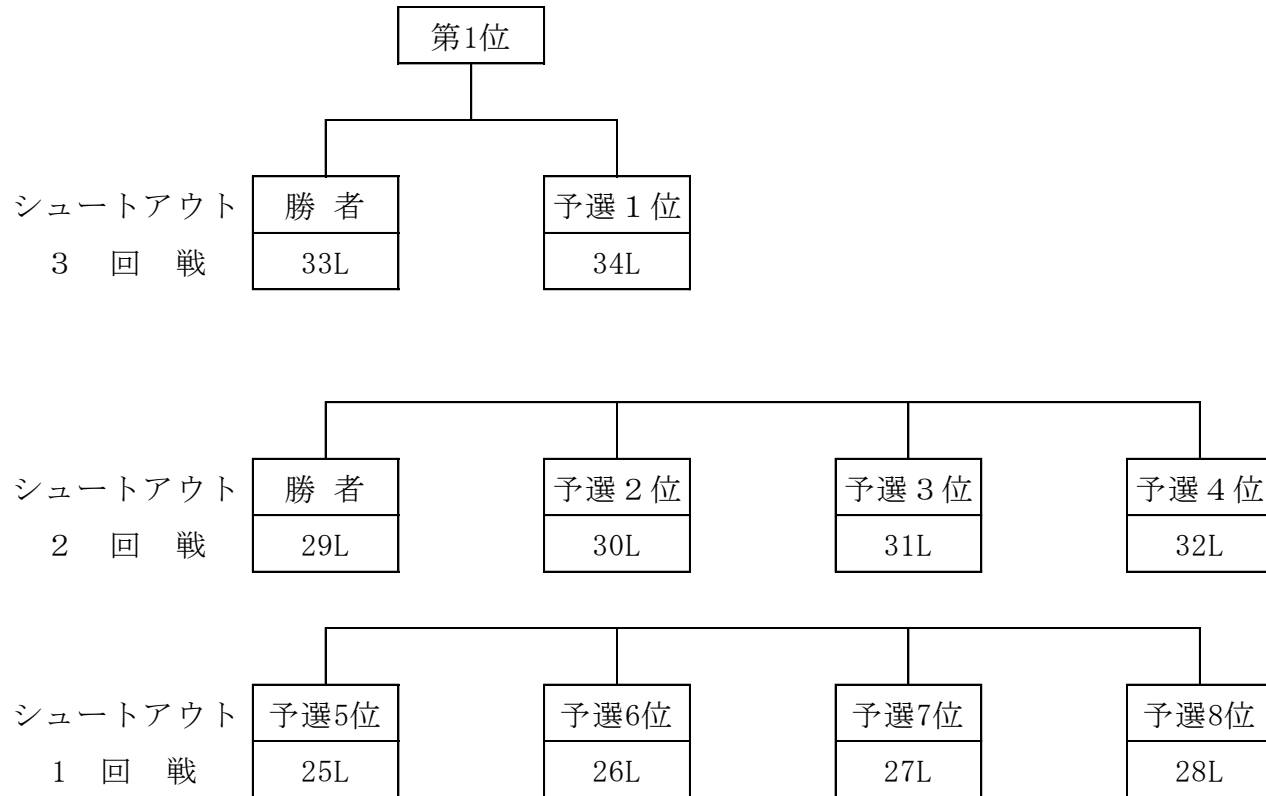 第1位
シュートアウト 勝 者 予選１位
３ 回 戦 33L 34L
シュートアウト 勝 者 予選２位 予選３位 予選４位
２ 回 戦 29L 30L 31L 32L
シュートアウト 予選5位 予選6位 予選7位 予選8位
１ 回 戦 25L 26L 27L 28L